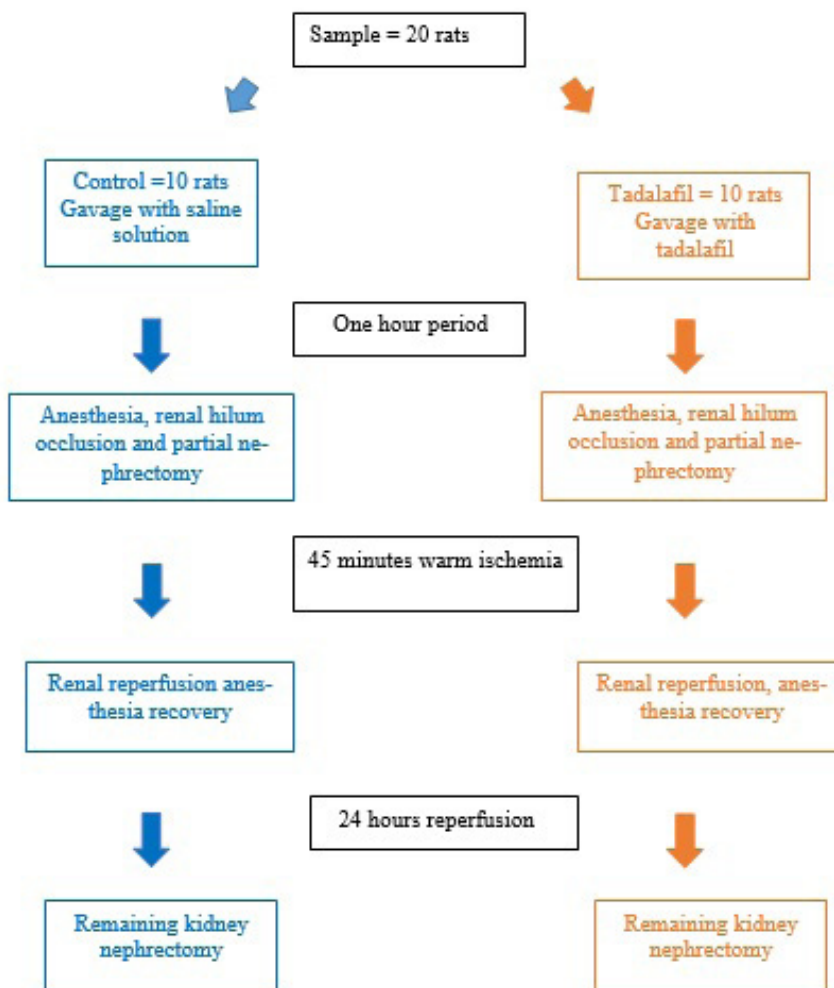 Sample = 20 rats
Control =10 rats
Gavage with saline
solution
Tadalafil = 10 rats
Gavage with
tadalafil
One hour period
Anesthesia, renal hilum
occlusion and partial ne-
phrectomy
Anesthesia, renal hilum
occlusion and partial ne-
phrectomy
45 minutes warm ischemia
Renal reperfusion anes-
thesia recovery
Renal reperfusion, anes-
thesia recovery
24 hours reperfusion
Remaining kidney
nephrectomy
Remaining kidney
nephrectomy